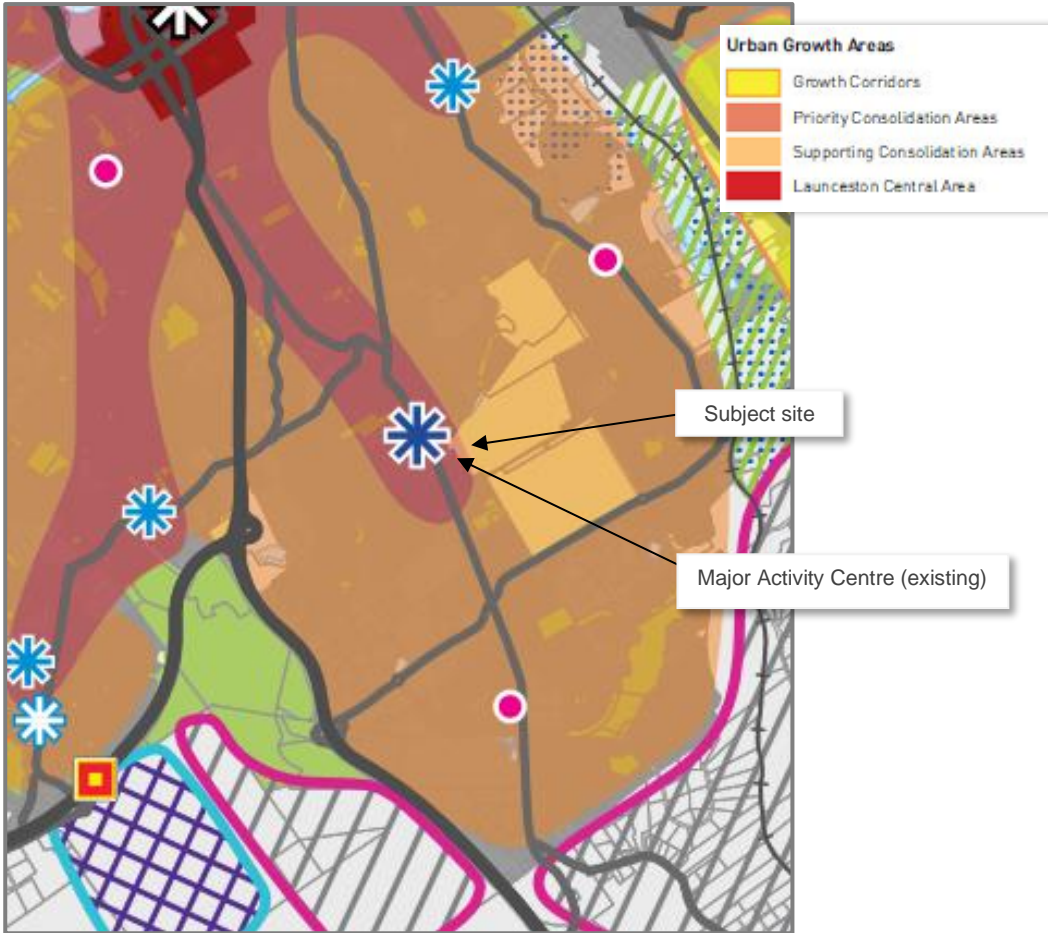 Urban Growth Areas
Growth Corridors
Priority Consolidation Areas
Supporting Consolidation Areas
Launceston Central Area
Subject site
Major Activity Centre (existing)